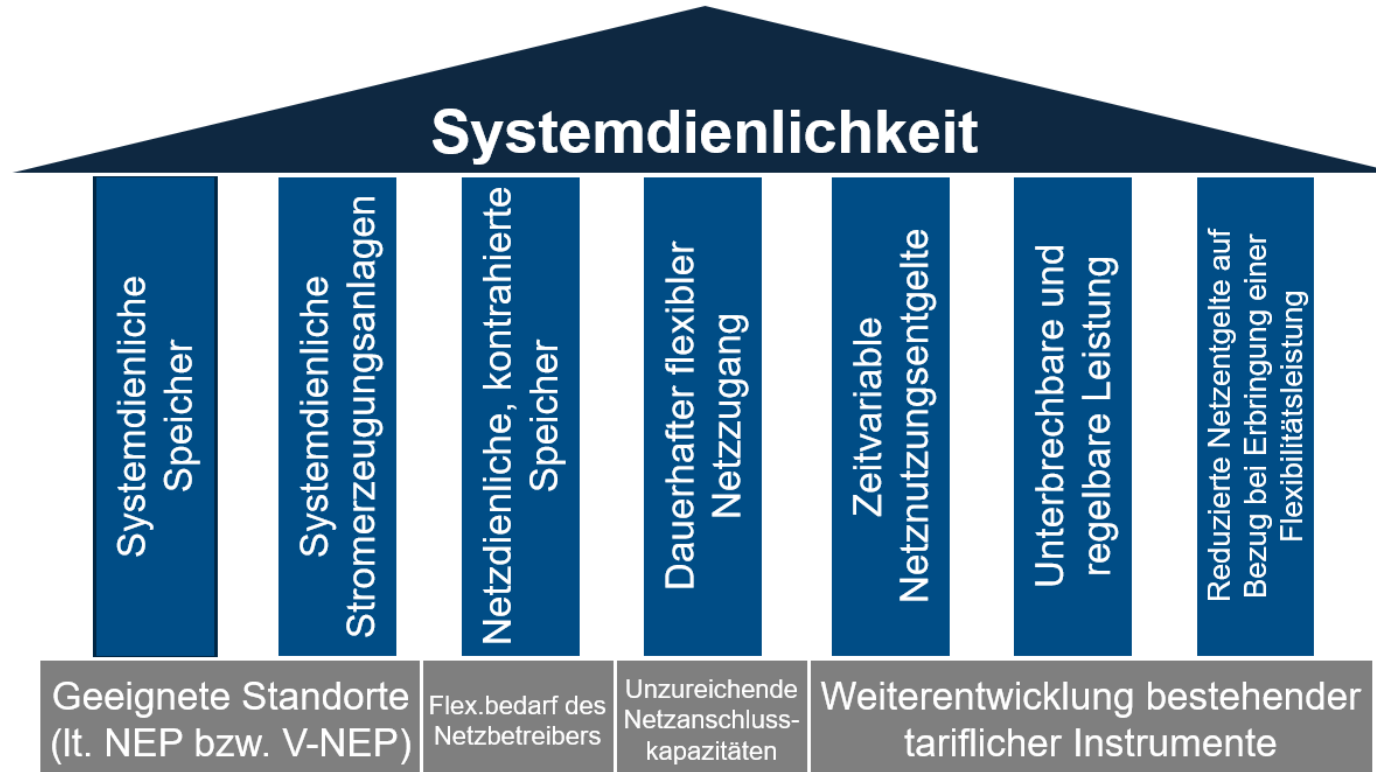 Systemdienlichkeit
Systemdienliche
Speicher
Systemdienliche
Stromerzeugungsanlagen
Netzdienliche, kontrahierte
Speicher
Dauerhafter flexibler
Netzzugang
Zeitvariable
Netznutzungsentgelte
Unterbrechbare und
regelbare Leistung
Reduzierte Netzentgelte auf
Bezug bei Erbringung einer
Flexibilitätsleistung
Geeignete Standorte
(lt. NEP bzw. V-NEP)
Flex.bedarf des
Netzbetreibers
Unzureichende
Netzanschluss-
kapazitäten
Weiterentwicklung bestehender
tariflicher Instrumente